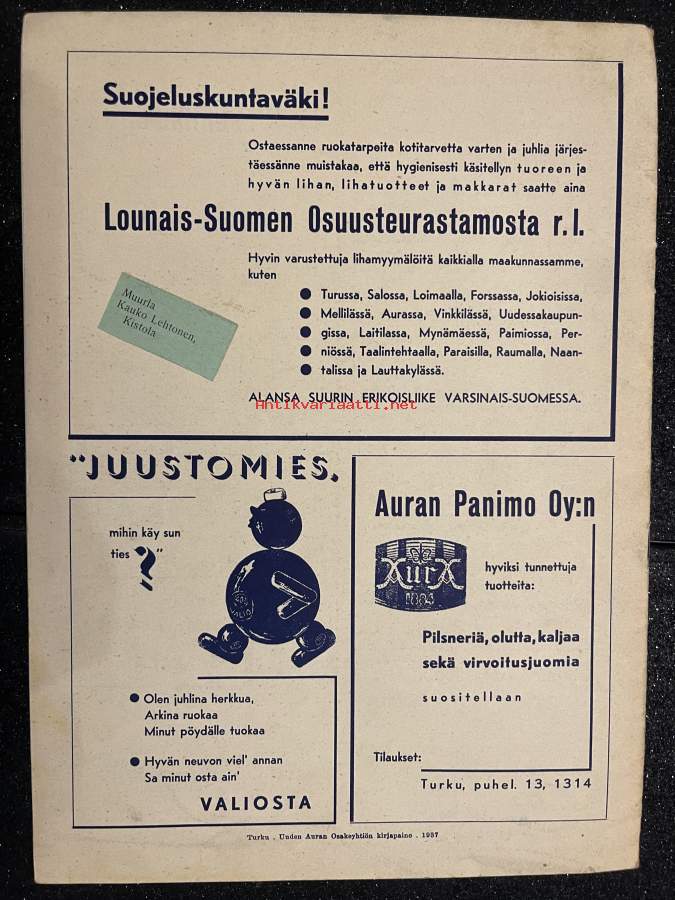 Suojeluskuntaväki!
Ostaessanne ruokatarpeita kotitarvetta varten ja juhlia järjes-
täessänne muistakaa, että hygienisesti käsitellyn tuoreen ja
hyvän lihan, lihatuotteet ja makkarat saatte aina
Lounais-Suomen Osuusteurastamosta r.l.
Hyvin varustettuja lihamyymälöitä kaikkialla maakunnassamme,
kuten
● Turussa, Salossa, Loimaalla, Forssassa, Jokioisissa,
● Mellilässä, Aurassa, Vinkkilässä, Uudessakaupun-
● gissa, Laitilassa, Mynämäessä, Paimiossa, Per-
● niössä, Taalintehtaalla, Paraisilla, Raumalla, Naan-
● talissa ja Lauttakylässä.
ALANSA SUURIN ERIKOISLIIKE VARSINAIS-SUOMESSA.
Muurla
Kauko Lehtonen,
Kistola
Antikvariaatti.net
"JUUSTOMIES,
mihin käy sun
ties ?"
VALIO
● Olen juhlina herkkua,
Arkina ruokaa
Minut pöydälle tuokaa
● Hyvän neuvon viel' annan
Sa minut osta ain'
VALIOSTA
Auran Panimo Oy:n
AurA
1884
hyviksi tunnettuja
tuotteita:
Pilsneriä, olutta, kaljaa
sekä virvoitusjuomia
suositellaan
Tilaukset:
Turku, puhel. 13, 1314
Turku . Uuden Auran Osakeyhtiön kirjapaino . 1937